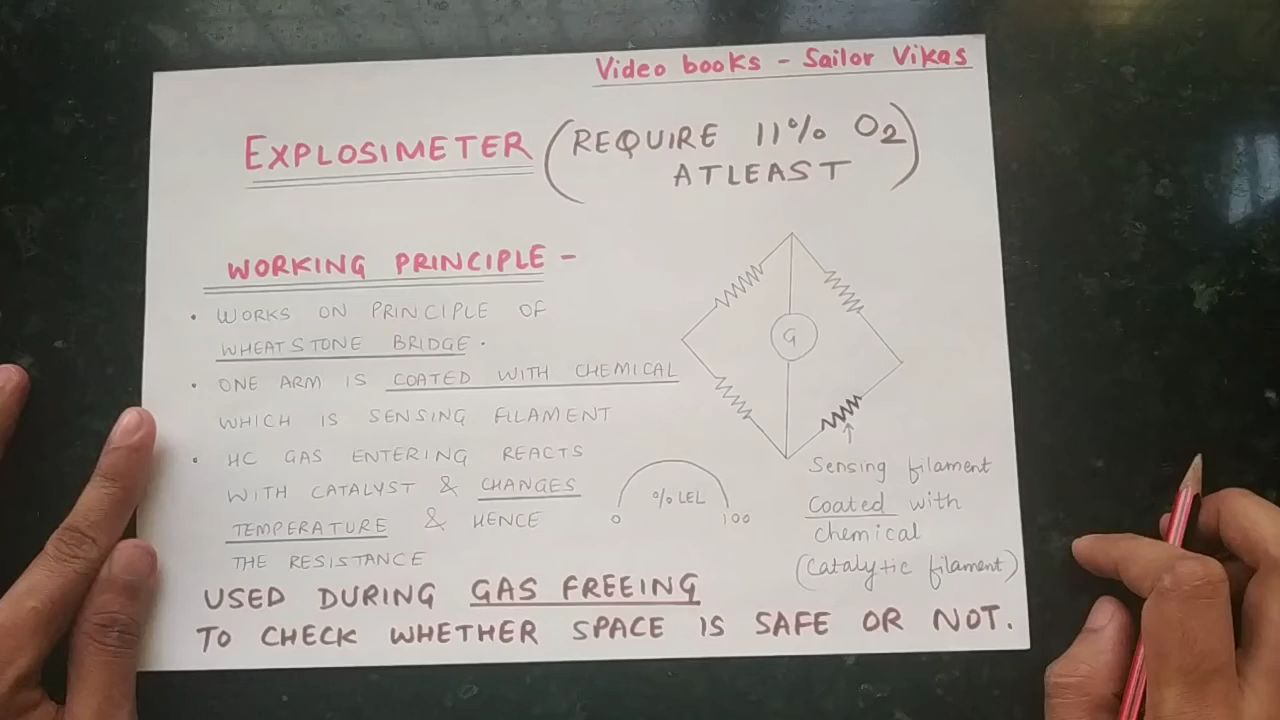 Video books - Sailor Vikas
EXPLOSIMETER (REQUIRE 11% O2
ATLEAST)
WORKING PRINCIPLE -
• WORKS ON PRINCIPLE OF
WHEATSTONE BRIDGE.
• ONE ARM IS COATED WITH CHEMICAL
WHICH IS SENSING FILAMENT
• HC GAS ENTERING REACTS
WITH CATALYST & CHANGES
TEMPERATURE & HENCE
THE RESISTANCE
G
Sensing filament
Coated with
chemical
(Catalytic filament)
% LEL
0 100
USED DURING GAS FREEING
TO CHECK WHETHER SPACE IS SAFE OR NOT.